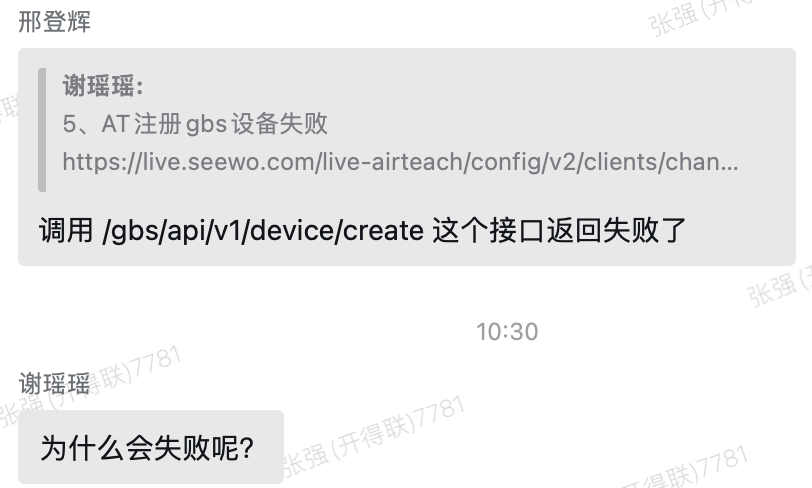 邢登辉
张强(开得
谢瑶瑶:
5、AT注册gbs设备失败
https://live.seewo.com/live-airteach/config/v2/clients/chan...
调用 /gbs/api/v1/device/create 这个接口返回失败了
张强(开
10:30
谢瑶瑶
张强(开得联)7781
为什么会失败呢?
张强(开得联)7781
(开得联)7781